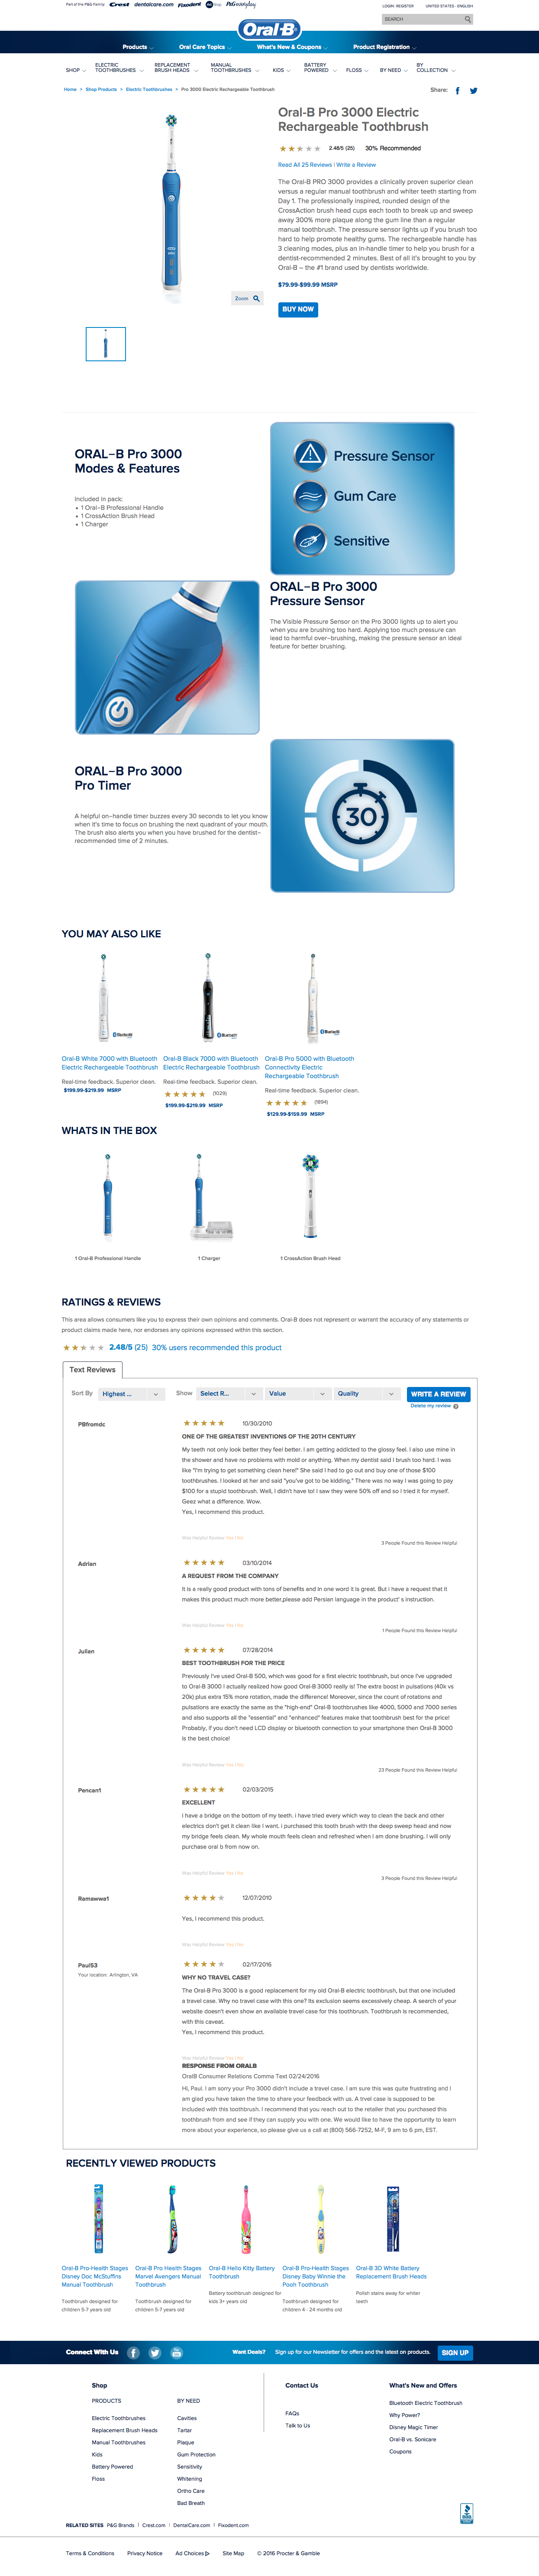 Part of the P&G Family Crest dentalcare.com Fixodent P&G Shop P&G everyday
LOGIN REGISTER UNITED STATES - ENGLISH
SEARCH
Oral-B
Products Oral Care Topics What's New & Coupons Product Registration
SHOP ELECTRIC TOOTHBRUSHES REPLACEMENT BRUSH HEADS MANUAL TOOTHBRUSHES KIDS BATTERY POWERED FLOSS BY NEED BY COLLECTION
Home > Shop Products > Electric Toothbrushes > Pro 3000 Electric Rechargeable Toothbrush
Share:
Oral-B Pro 3000 Electric
Rechargeable Toothbrush
2.48/5 (25) 30% Recommended
Read All 25 Reviews | Write a Review
The Oral-B PRO 3000 provides a clinically proven superior clean
versus a regular manual toothbrush and whiter teeth starting from
Day 1. The professionally inspired, rounded design of the
CrossAction brush head cups each tooth to break up and sweep
away 300% more plaque along the gum line than a regular
manual toothbrush. The pressure sensor lights up if you brush too
hard to help promote healthy gums. The rechargeable handle has
3 cleaning modes, plus an in-handle timer to help you brush for a
dentist-recommended 2 minutes. Best of all it's brought to you by
Oral-B – the #1 brand used by dentists worldwide.
$79.99-$99.99 MSRP
Zoom
BUY NOW
ORAL-B Pro 3000
Modes & Features
Included in pack:
• 1 Oral-B Professional Handle
• 1 CrossAction Brush Head
• 1 Charger
Pressure Sensor
Gum Care
Sensitive
ORAL-B Pro 3000
Pressure Sensor
The Visible Pressure Sensor on the Pro 3000 lights up to alert you
when you are brushing too hard. Applying too much pressure can
lead to harmful over-brushing, making the pressure sensor an ideal
feature for better brushing.
ORAL-B Pro 3000
Pro Timer
A helpful on-handle timer buzzes every 30 seconds to let you know
when it's time to focus on brushing the next quadrant of your mouth.
The brush also alerts you when you have brushed for the dentist-
recommended time of 2 minutes.
30
YOU MAY ALSO LIKE
Bluetooth
Bluetooth
Bluetooth
Oral-B White 7000 with Bluetooth
Electric Rechargeable Toothbrush
Real-time feedback. Superior clean.
$199.99-$219.99 MSRP
Oral-B Black 7000 with Bluetooth
Electric Rechargeable Toothbrush
Real-time feedback. Superior clean.
(1029)
$199.99-$219.99 MSRP
Oral-B Pro 5000 with Bluetooth
Connectivity Electric
Rechargeable Toothbrush
Real-time feedback. Superior clean.
(1894)
$129.99-$159.99 MSRP
WHATS IN THE BOX
1 Oral-B Professional Handle
1 Charger
1 CrossAction Brush Head
RATINGS & REVIEWS
This area allows consumers like you to express their own opinions and comments. Oral-B does not represent or warrant the accuracy of any statements or
product claims made here, nor endorses any opinions expressed within this section.
2.48/5 (25) 30% users recommended this product
Text Reviews
Sort By Highest ... Show Select R... Value Quality WRITE A REVIEW
Delete my review ?
PBfromdc
10/30/2010
ONE OF THE GREATEST INVENTIONS OF THE 20TH CENTURY
My teeth not only look better they feel better. I am getting addicted to the glossy feel. I also use mine in
the shower and have no problems with mold or anything. When my dentist said I brush too hard. I was
like "I'm trying to get something clean here!" She said I had to go out and buy one of those $100
toothbrushes. I looked at her and said "you've got to be kidding." There was no way I was going to pay
$100 for a stupid toothbrush. Well, I didn't have to! I saw they were 50% off and so I tried it for myself.
Geez what a difference. Wow.
Yes, I recommend this product.
Was Helpful Review Yes | No
3 People Found this Review Helpful
Adrian
03/10/2014
A REQUEST FROM THE COMPANY
It is a really good product with tons of benefits and in one word it is great. But I have a request that it
makes this product much more better,please add Persian language in the product' s instruction.
Was Helpful Review Yes | No
1 People Found this Review Helpful
Julian
07/28/2014
BEST TOOTHBRUSH FOR THE PRICE
Previously I've used Oral-B 500, which was good for a first electric toothbrush, but once I've upgraded
to Oral-B 3000 I actually realized how good Oral-B 3000 really is! The extra boost in pulsations (40k vs
20k) plus extra 15% more rotation, made the difference! Moreover, since the count of rotations and
pulsations are exactly the same as the "high-end" Oral-B toothbrushes like 4000, 5000 and 7000 series
and also supports all the "essential" and "enhanced" features make that toothbrush best for the price!
Probably, if you don't need LCD display or bluetooth connection to your smartphone then Oral-B 3000
is the best choice!
Was Helpful Review Yes | No
23 People Found this Review Helpful
Pencan1
02/03/2015
EXCELLENT
i have a bridge on the bottom of my teeth. i have tried every which way to clean the back and other
electrics don't get it clean like I want. i purchased this tooth brush with the deep sweep head and now
my bridge feels clean. My whole mouth feels clean and refreshed when I am done brushing. I will only
purchase oral b from now on.
Was Helpful Review Yes | No
3 People Found this Review Helpful
Ramawwa1
12/07/2010
Yes, I recommend this product.
Was Helpful Review Yes | No
Paul53
Your location: Arlington, VA
02/17/2016
WHY NO TRAVEL CASE?
The Oral-B Pro 3000 is a good replacement for my old Oral-B electric toothbrush, but that one included
a travel case. Why no travel case with this one? Its exclusion seems excessively cheap. A search of your
website doesn't even show an available travel case for this toothbrush. Toothbrush is recommended,
with this caveat.
Yes, I recommend this product.
Was Helpful Review Yes | No
RESPONSE FROM ORALB
OralB Consumer Relations Comma Text 02/24/2016
Hi, Paul. I am sorry your Pro 3000 didn't include a travel case. I am sure this was quite frustrating and I
am glad you have taken the time to share your feedback with us. A trvel case is supposed to be
included with this toothbrush. I recommend that you reach out to the retailer that you purchased this
toothbrush from and see if they can supply you with one. We would like to have the opportunity to learn
more about your experience, so please give us a call at (800) 566-7252, M-F, 9 am to 6 pm, EST.
RECENTLY VIEWED PRODUCTS
Oral-B Pro-Health Stages
Disney Doc McStuffins
Manual Toothbrush
Toothbrush designed for
children 5-7 years old
Oral-B Pro Health Stages
Marvel Avengers Manual
Toothbrush
Toothbrush designed for
children 5-7 years old
Oral-B Hello Kitty Battery
Toothbrush
Battery toothbrush designed for
kids 3+ years old
Oral-B Pro-Health Stages
Disney Baby Winnie the
Pooh Toothbrush
Toothbrush designed for
children 4 - 24 months old
Oral-B 3D White Battery
Replacement Brush Heads
Polish stains away for whiter
teeth
Connect With Us
Want Deals? Sign up for our Newsletter for offers and the latest on products. SIGN UP
Shop
PRODUCTS
Electric Toothbrushes
Replacement Brush Heads
Manual Toothbrushes
Kids
Battery Powered
Floss
BY NEED
Cavities
Tartar
Plaque
Gum Protection
Sensitivity
Whitening
Ortho Care
Bad Breath
Contact Us
FAQs
Talk to Us
What's New and Offers
Bluetooth Electric Toothbrush
Why Power?
Disney Magic Timer
Oral-B vs. Sonicare
Coupons
RELATED SITES P&G Brands | Crest.com | DentalCare.com | Fixodent.com
Terms & Conditions Privacy Notice Ad Choices Site Map © 2016 Procter & Gamble